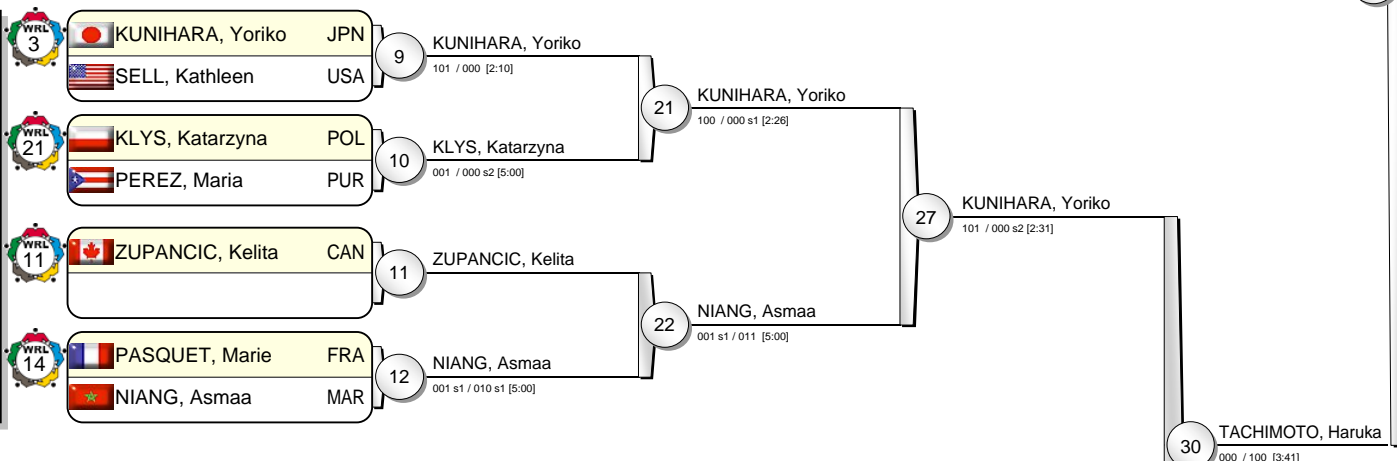 WRL
3
KUNIHARA, Yoriko JPN
SELL, Kathleen USA
9
KUNIHARA, Yoriko
101 / 000 [2:10]
WRL
21
KLYS, Katarzyna POL
PEREZ, Maria PUR
10
KLYS, Katarzyna
001 / 000 s2 [5:00]
21
KUNIHARA, Yoriko
100 / 000 s1 [2:26]
WRL
11
ZUPANCIC, Kelita CAN
11
ZUPANCIC, Kelita
WRL
14
PASQUET, Marie FRA
NIANG, Asmaa MAR
12
NIANG, Asmaa
001 s1 / 010 s1 [5:00]
22
NIANG, Asmaa
001 s1 / 011 [5:00]
27
KUNIHARA, Yoriko
101 / 000 s2 [2:31]
30
TACHIMOTO, Haruka
000 / 100 [3:41]